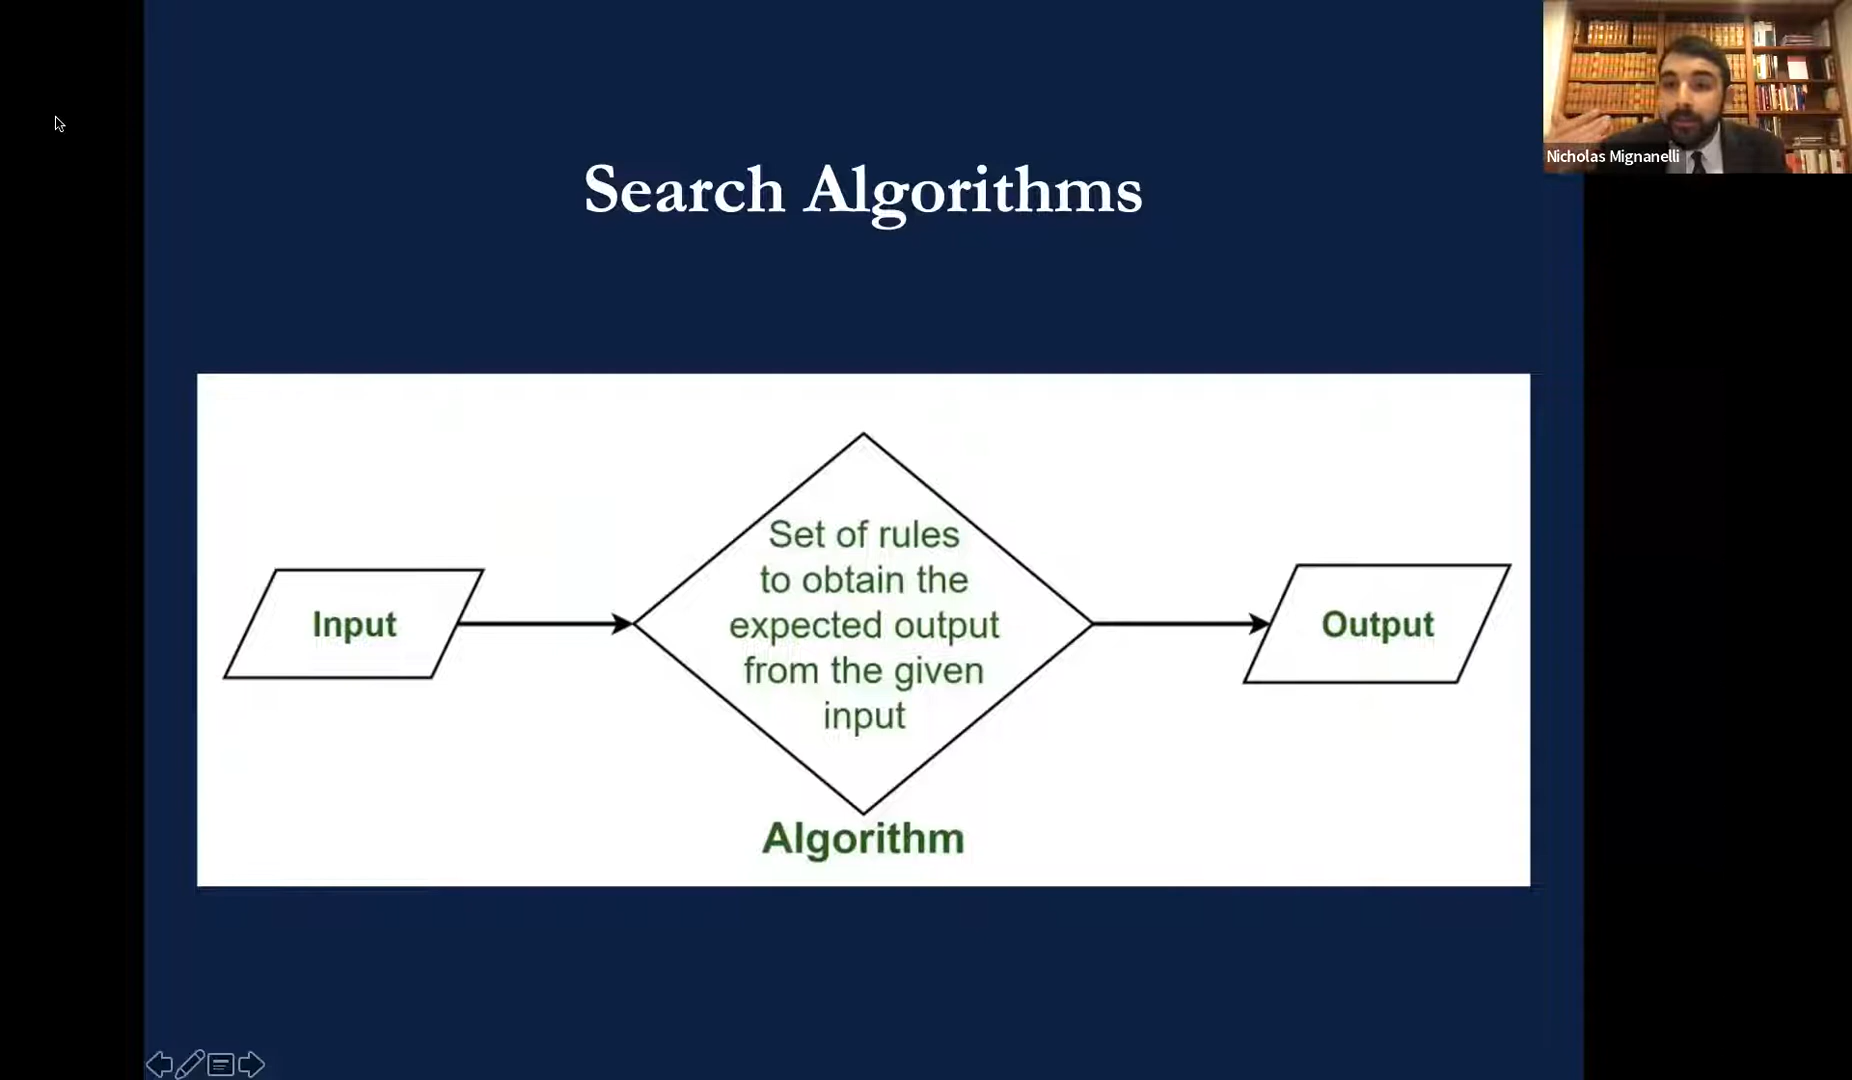 Nicholas Mignanelli
Search Algorithms
Input
Set of rules
to obtain the
expected output
from the given
input
Output
Algorithm